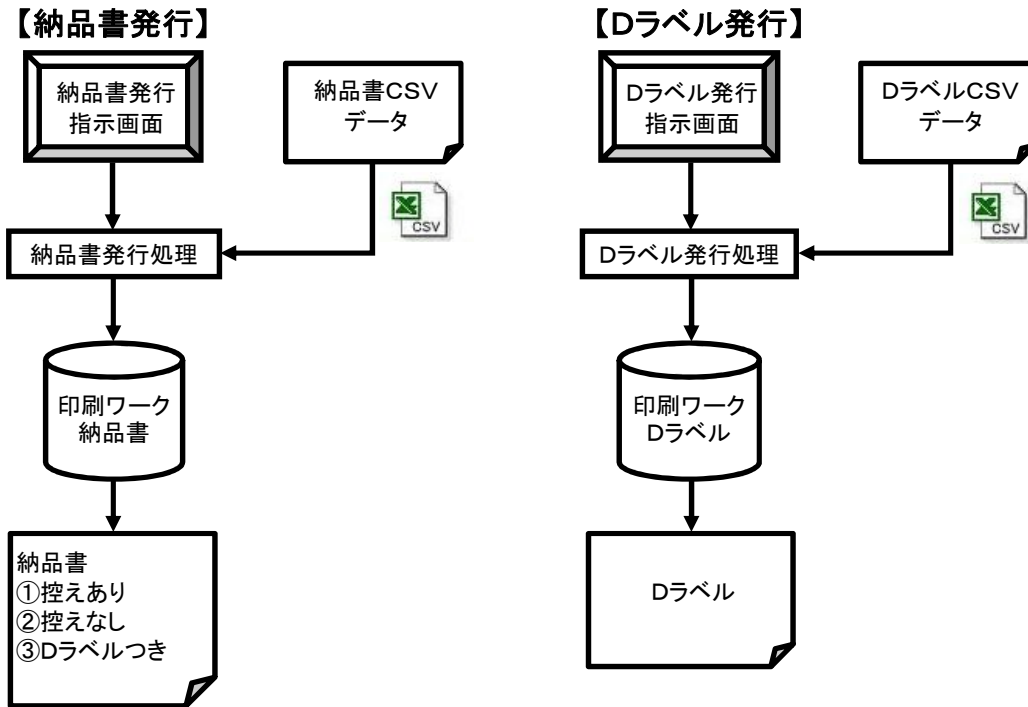 【納品書発行】
納品書発行
指示画面
納品書CSV
データ
CSV
納品書発行処理
印刷ワーク
納品書
納品書
①控えあり
②控えなし
③Dラベルつき
【Dラベル発行】
Dラベル発行
指示画面
DラベルCSV
データ
CSV
Dラベル発行処理
印刷ワーク
Dラベル
Dラベル